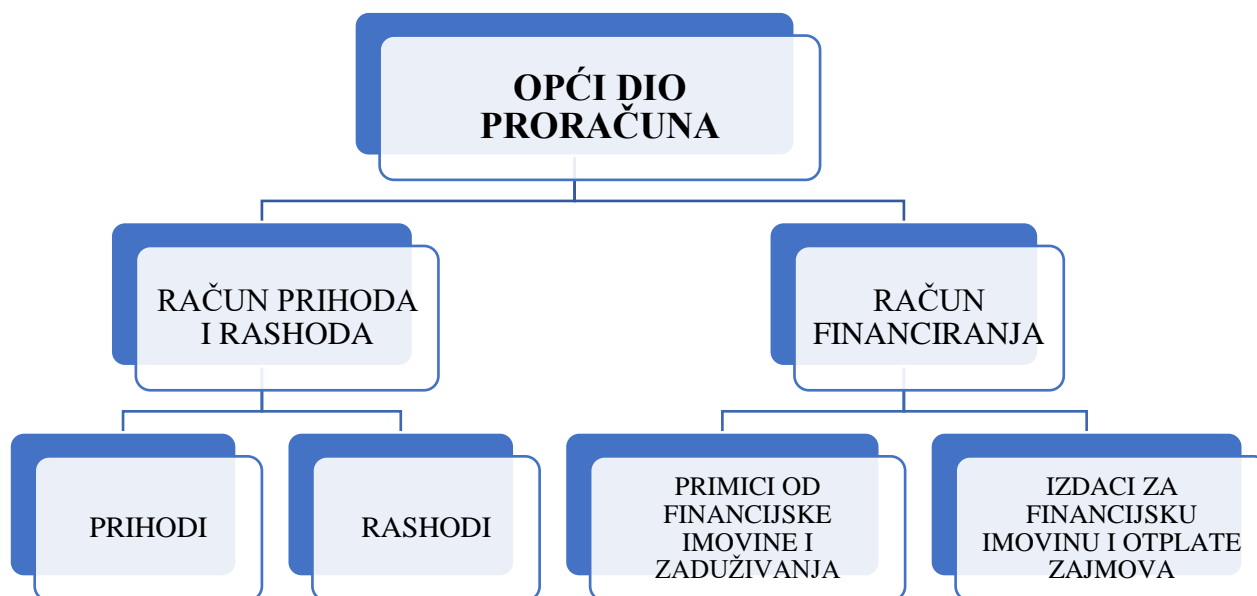 OPĆI DIO
PRORAČUNA
RAČUN PRIHODA
I RASHODA
RAČUN
FINANCIRANJA
PRIHODI
RASHODI
PRIMICI OD
FINANCIJSKE
IMOVINE I
ZADUŽIVANJA
IZDACI ZA
FINANCIJSKU
IMOVINU I OTPLATE
ZAJMOVA